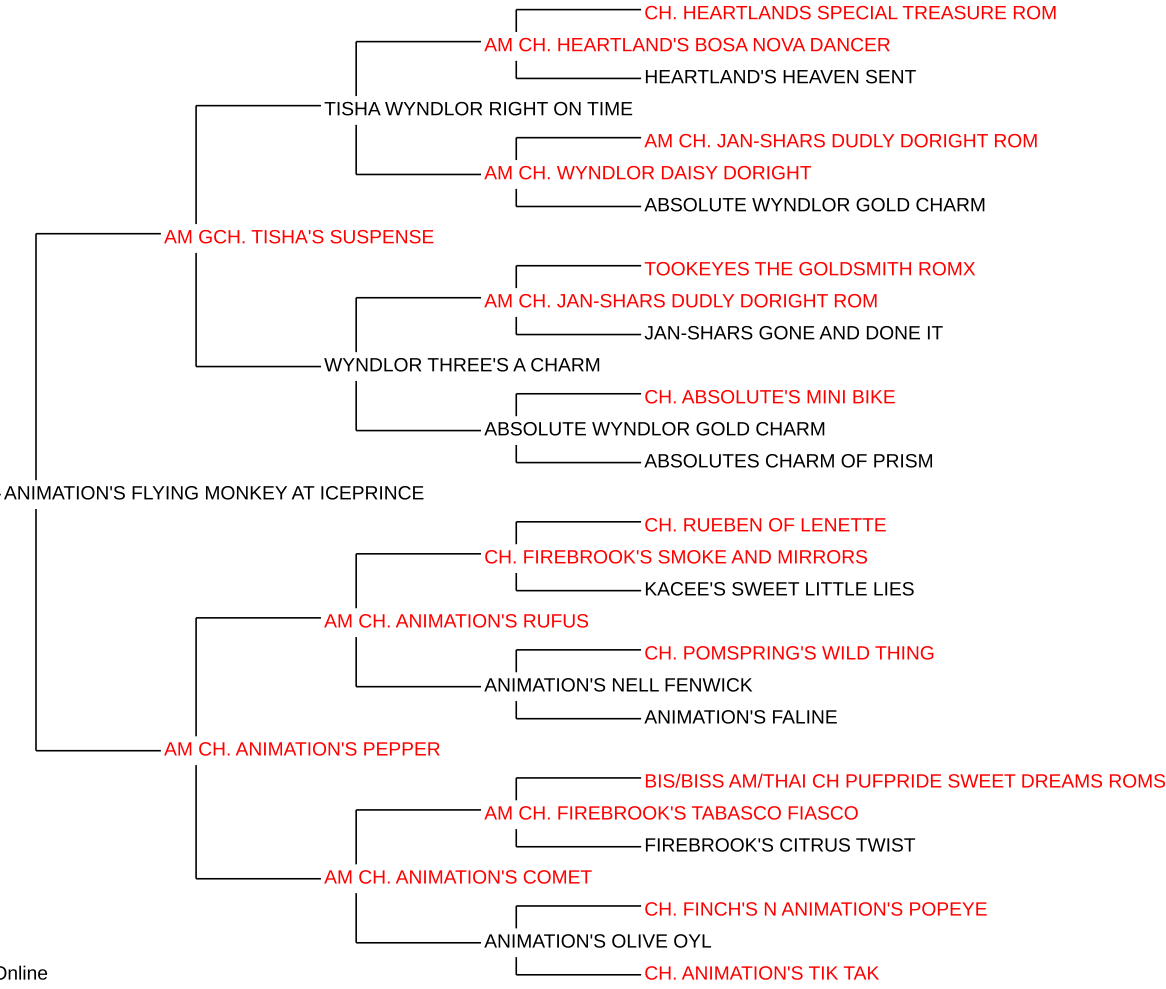 CH. HEARTLANDS SPECIAL TREASURE ROM
AM CH. HEARTLAND'S BOSA NOVA DANCER
HEARTLAND'S HEAVEN SENT
TISHA WYNDLOR RIGHT ON TIME
AM CH. JAN-SHARS DUDLY DORIGHT ROM
AM CH. WYNDLOR DAISY DORIGHT
ABSOLUTE WYNDLOR GOLD CHARM
AM GCH. TISHA'S SUSPENSE
TOOKEYES THE GOLDSMITH ROMX
AM CH. JAN-SHARS DUDLY DORIGHT ROM
JAN-SHARS GONE AND DONE IT
WYNDLOR THREE'S A CHARM
CH. ABSOLUTE'S MINI BIKE
ABSOLUTE WYNDLOR GOLD CHARM
ABSOLUTES CHARM OF PRISM
ANIMATION'S FLYING MONKEY AT ICEPRINCE
CH. RUEBEN OF LENETTE
CH. FIREBROOK'S SMOKE AND MIRRORS
KACEE'S SWEET LITTLE LIES
AM CH. ANIMATION'S RUFUS
CH. POMSPRING'S WILD THING
ANIMATION'S NELL FENWICK
ANIMATION'S FALINE
AM CH. ANIMATION'S PEPPER
BIS/BISS AM/THAI CH PUFPRIDE SWEET DREAMS ROMS
AM CH. FIREBROOK'S TABASCO FIASCO
FIREBROOK'S CITRUS TWIST
AM CH. ANIMATION'S COMET
CH. FINCH'S N ANIMATION'S POPEYE
ANIMATION'S OLIVE OYL
CH. ANIMATION'S TIK TAK
Online